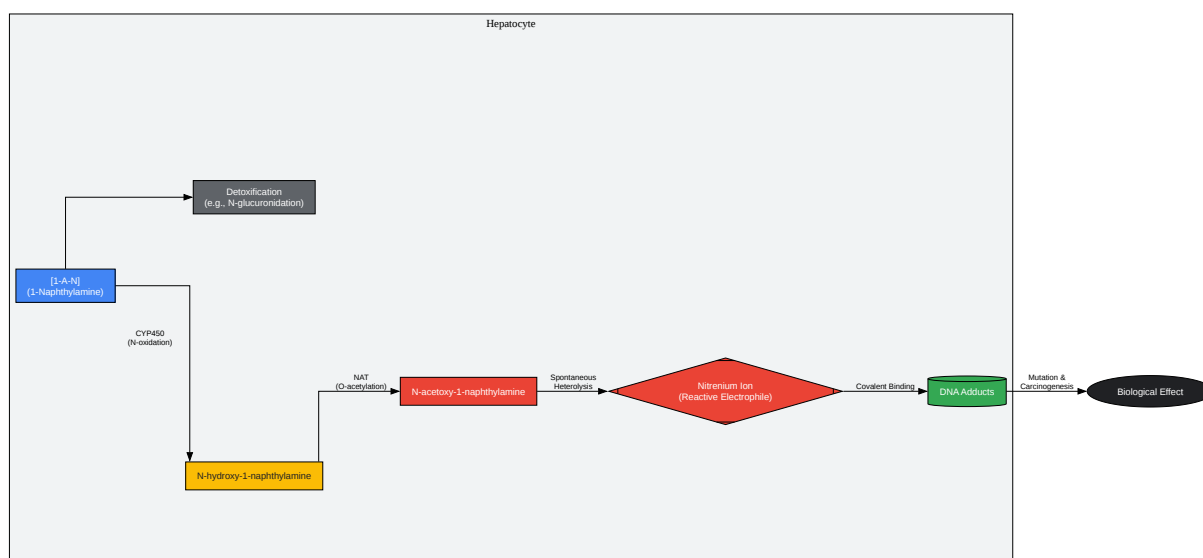 Hepatocyte
Detoxification
(e.g., N-glucuronidation)
[1-A-N]
(1-Naphthylamine)
CYP450
(N-oxidation)
NAT
(O-acetylation)
N-acetoxy-1-naphthylamine
Spontaneous
Heterolysis
Nitrenium Ion
(Reactive Electrophile)
Covalent Binding
DNA Adducts
Mutation &
Carcinogenesis
Biological Effect
N-hydroxy-1-naphthylamine